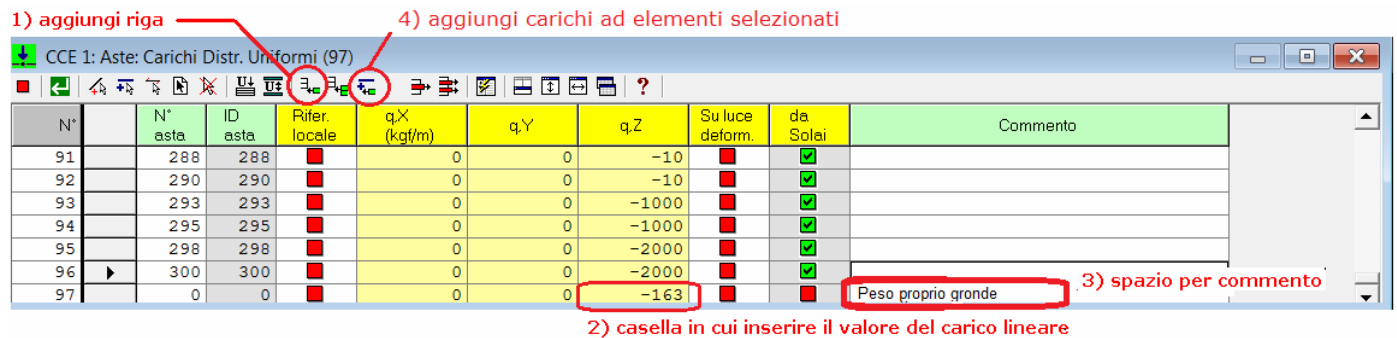 1) aggiungi riga
4) aggiungi carichi ad elementi selezionati
CCE 1: Aste: Carichi Distr. Uniformi (97)
N° N° asta ID asta Rifer. locale q,X (kgf/m) q,Y q,Z Su luce deform. da Solai Commento
91 288 288 0 0 -10
92 290 290 0 0 -10
93 293 293 0 0 -1000
94 295 295 0 0 -1000
95 298 298 0 0 -2000
96 300 300 0 0 -2000
97 0 0 0 0 -163 Peso proprio gronde
3) spazio per commento
2) casella in cui inserire il valore del carico lineare